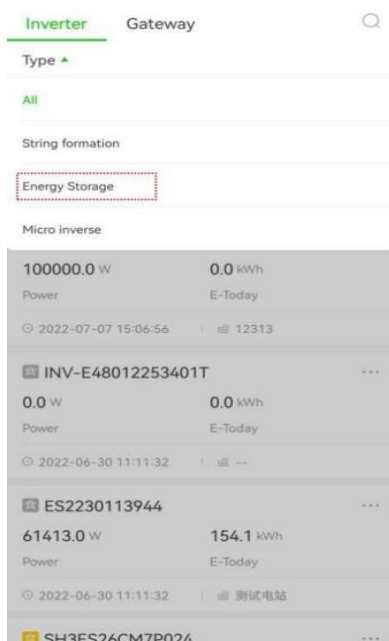 Inverter Gateway
Type
All
String formation
Energy Storage
Micro inverse
100000.0 W 0.0 kWh
Power E-Today
2022-07-07 15:06:56 12313
INV-E48012253401T ...
0.0 W 0.0 kWh
Power E-Today
2022-06-30 11:11:32 --
ES2230113944 ...
61413.0 W 154.1 kWh
Power E-Today
2022-06-30 11:11:32 测试电站
SH3ES26CM7P024 ...